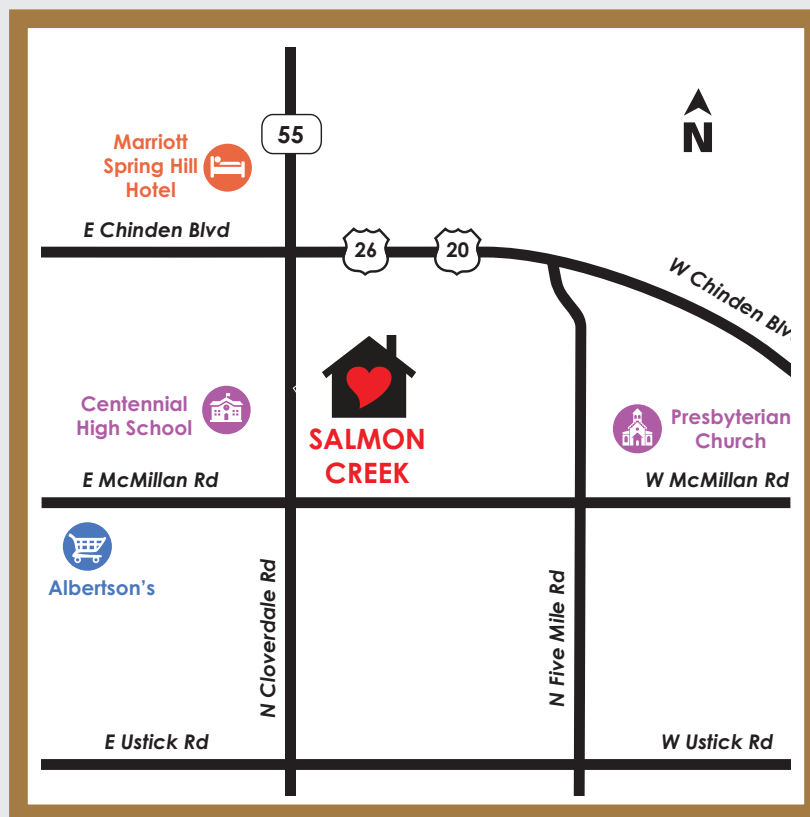 55
N
Marriott
Spring Hill
Hotel
E Chinden Blvd
26
20
W Chinden Blv
Centennial
High School
SALMON
CREEK
Presbyterian
Church
E McMillan Rd
W McMillan Rd
Albertson's
N Cloverdale Rd
N Five Mile Rd
E Ustick Rd
W Ustick Rd